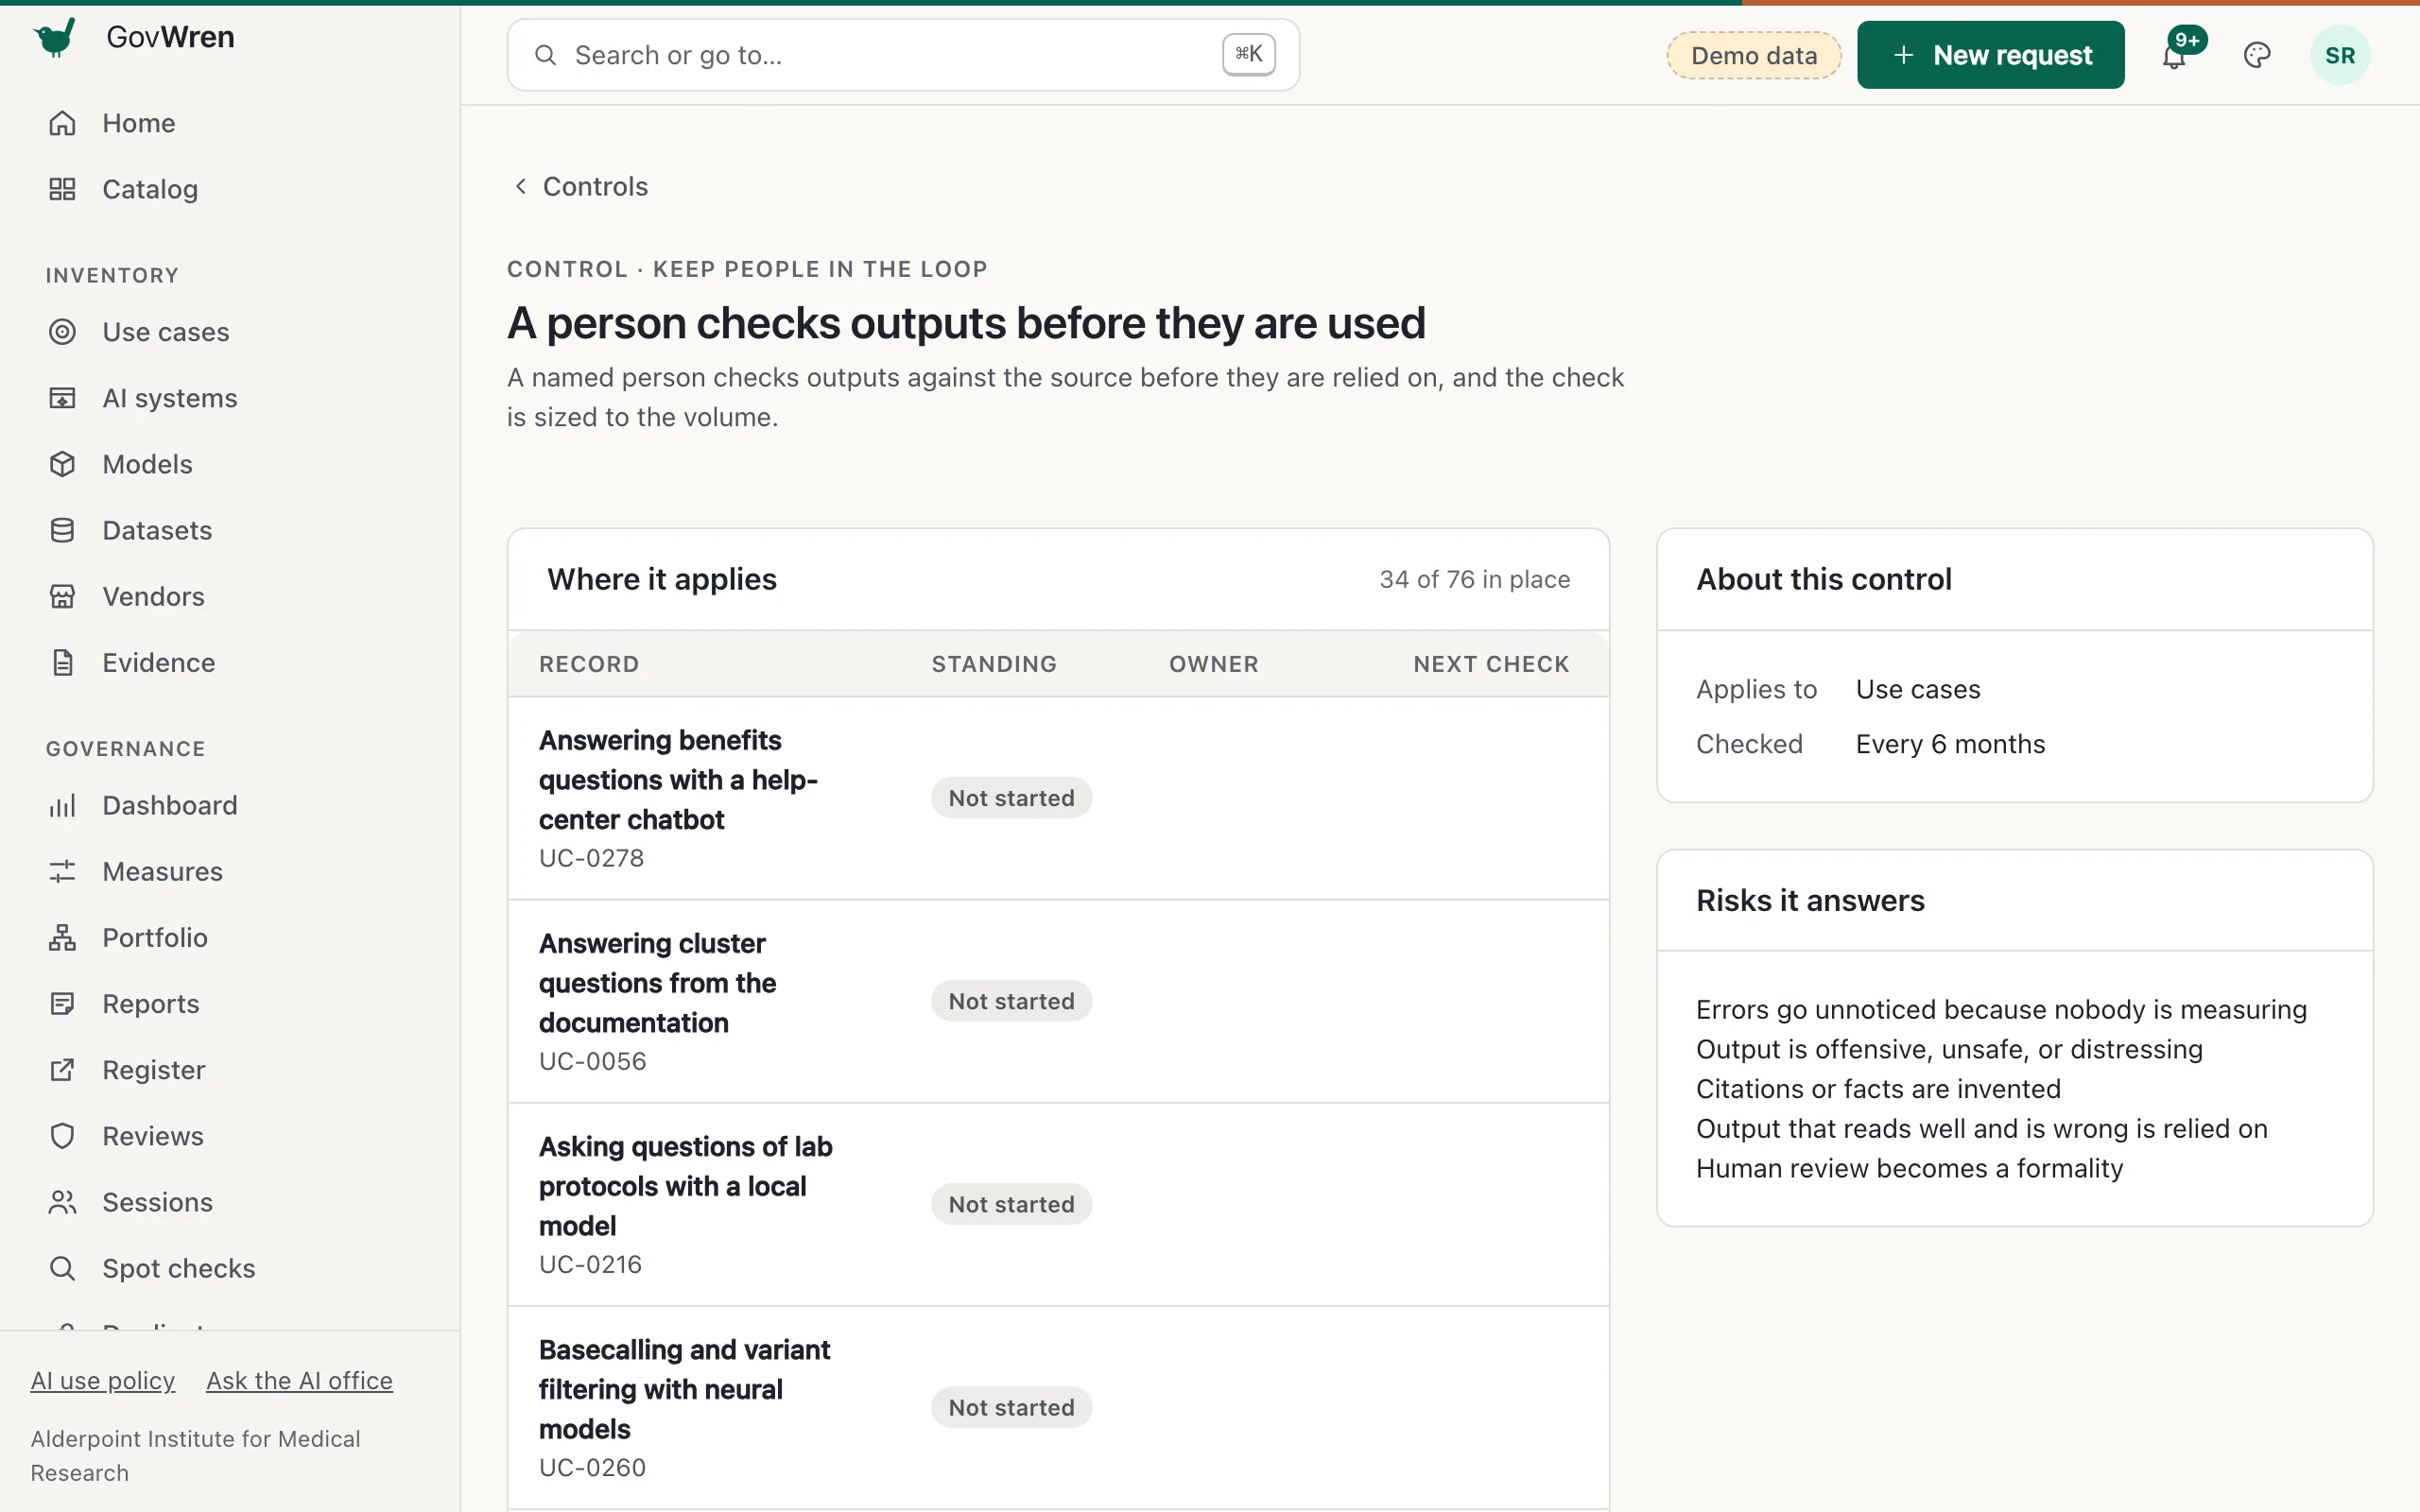 GovWren
Search or go to...
⌘K
Demo data
+ New request
9+
SR
Home
Catalog
INVENTORY
Use cases
AI systems
Models
Datasets
Vendors
Evidence
GOVERNANCE
Dashboard
Measures
Portfolio
Reports
Register
Reviews
Sessions
Spot checks
AI use policy
Ask the AI office
Alderpoint Institute for Medical
Research
Controls
CONTROL · KEEP PEOPLE IN THE LOOP
A person checks outputs before they are used
A named person checks outputs against the source before they are relied on, and the check
is sized to the volume.
Where it applies
34 of 76 in place
RECORD STANDING OWNER NEXT CHECK
Answering benefits
questions with a help-
center chatbot
UC-0278
Not started
Answering cluster
questions from the
documentation
UC-0056
Not started
Asking questions of lab
protocols with a local
model
UC-0216
Not started
Basecalling and variant
filtering with neural
models
UC-0260
Not started
About this control
Applies to Use cases
Checked Every 6 months
Risks it answers
Errors go unnoticed because nobody is measuring
Output is offensive, unsafe, or distressing
Citations or facts are invented
Output that reads well and is wrong is relied on
Human review becomes a formality